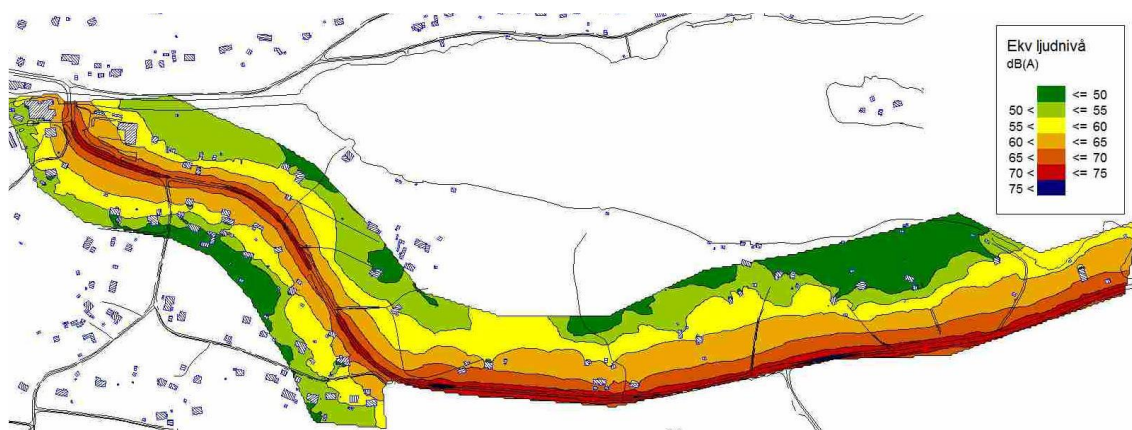 Ekv ljudnivå
dB(A)
<= 50
50 < <= 55
55 < <= 60
60 < <= 65
65 < <= 70
70 < <= 75
75 <